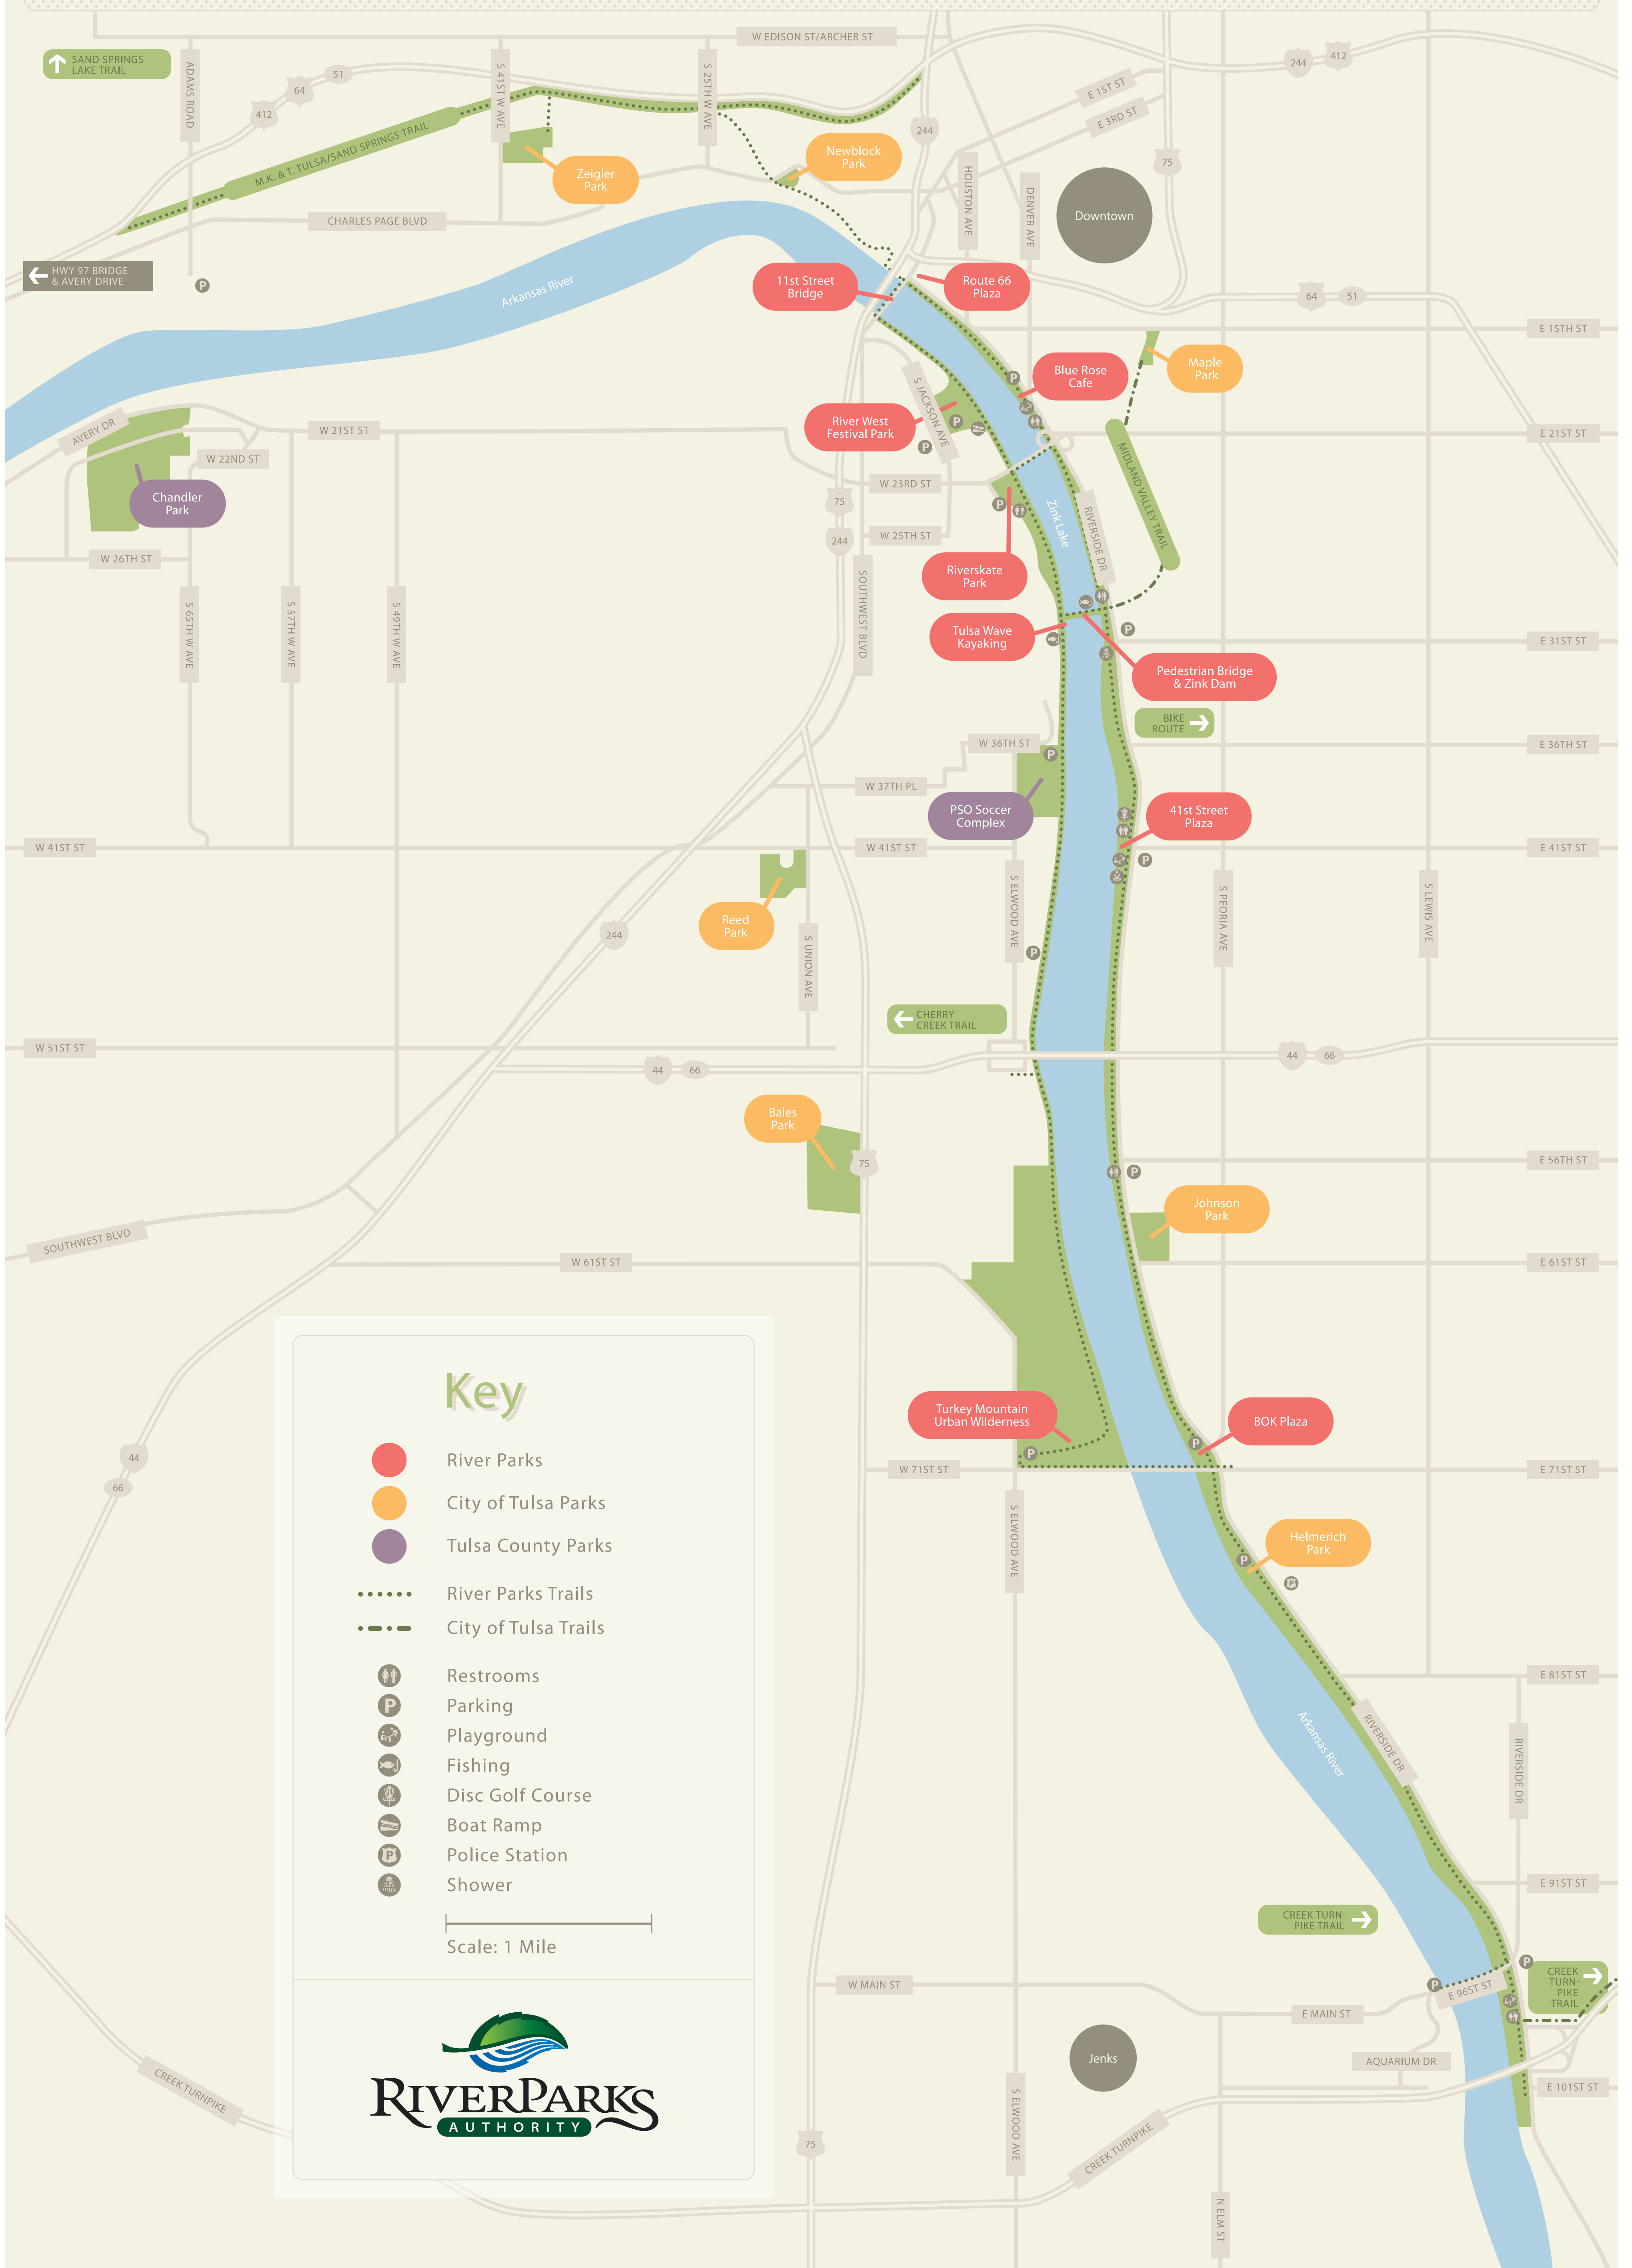 W EDISON ST/ARCHER ST
SAND SPRINGS
LAKE TRAIL
ADAMS ROAD
S 41ST W AVE
S 25TH W AVE
51
64
412
244
412
E 1ST ST
E 3RD ST
244
75
M.K. & T. TULSA/SAND SPRINGS TRAIL
Zeigler
Park
Newblock
Park
HOUSTON AVE
DENVER AVE
Downtown
CHARLES PAGE BLVD
HWY 97 BRIDGE
& AVERY DRIVE
P
Arkansas River
11st Street
Bridge
Route 66
Plaza
64
51
E 15TH ST
Maple
Park
Blue Rose
Cafe
P
S JACKSON AVE
River West
Festival Park
P
P
AVERY DR
W 21ST ST
E 21ST ST
W 22ND ST
W 23RD ST
Chandler
Park
MIDLAND VALLEY TRAIL
75
P
Zink Lake
RIVERSIDE DR
244
W 25TH ST
W 26TH ST
Riverskate
Park
S 65TH W AVE
S 57TH W AVE
S 49TH W AVE
SOUTHWEST BLVD
Tulsa Wave
Kayaking
P
E 31ST ST
Pedestrian Bridge
& Zink Dam
BIKE
ROUTE
W 36TH ST
P
E 36TH ST
W 37TH PL
PSO Soccer
Complex
41st Street
Plaza
W 41ST ST
W 41ST ST
E 41ST ST
P
Reed
Park
S UNION AVE
S ELWOOD AVE
S PEORIA AVE
S LEWIS AVE
244
P
CHERRY
CREEK TRAIL
W 51ST ST
44
66
44
66
Bales
Park
75
P
E 56TH ST
Johnson
Park
SOUTHWEST BLVD
W 61ST ST
E 61ST ST
Turkey Mountain
Urban Wilderness
BOK Plaza
P
P
W 71ST ST
E 71ST ST
44
66
S ELWOOD AVE
Helmerich
Park
P
P
E 81ST ST
Arkansas River
RIVERSIDE DR
RIVERSIDE DR
E 91ST ST
CREEK TURN-
PIKE TRAIL
P
CREEK
TURN-
PIKE
TRAIL
W MAIN ST
P
E 96ST ST
E MAIN ST
Jenks
AQUARIUM DR
E 101ST ST
CREEK TURNPIKE
S ELWOOD AVE
CREEK TURNPIKE
75
N ELM ST
Key
River Parks
City of Tulsa Parks
Tulsa County Parks
River Parks Trails
City of Tulsa Trails
Restrooms
P
Parking
Playground
Fishing
Disc Golf Course
Boat Ramp
P
Police Station
Shower
Scale: 1 Mile
RIVERPARKS
AUTHORITY